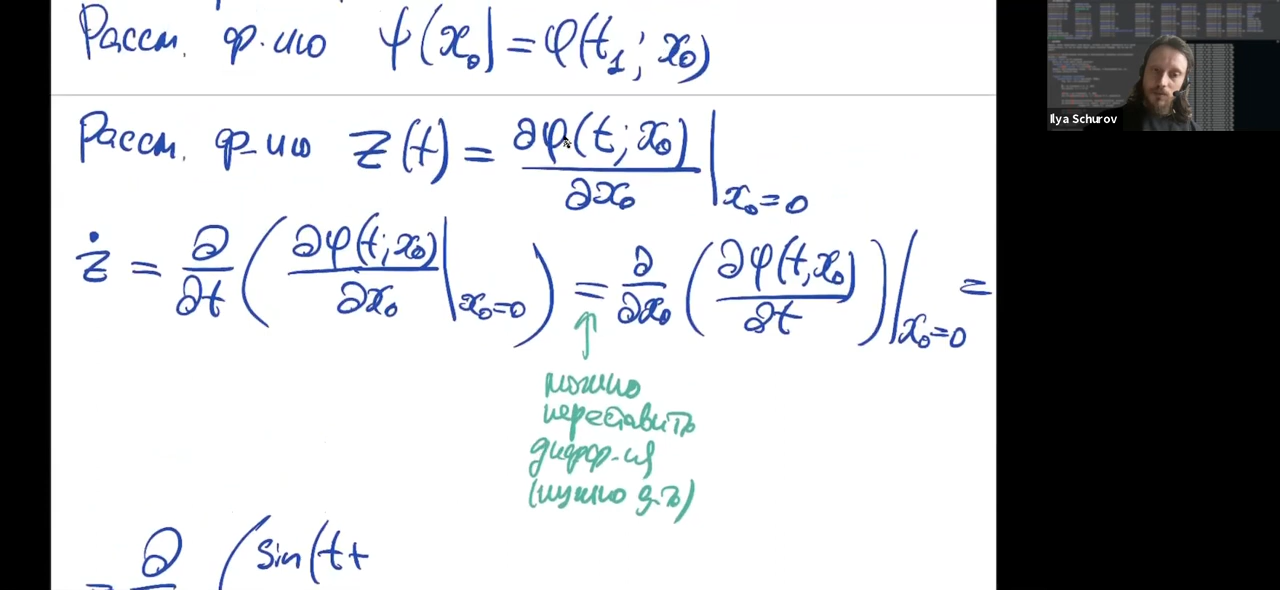 Рассм. ф-цию ψ(x₀) = φ(t₁; x₀)
Ilya Schurov
Рассм. ф-цию z(t) = ∂φ(t; x₀)/∂x₀ |x₀=0
ż = ∂/∂t (∂φ(t; x₀)/∂x₀ |x₀=0) = ∂/∂x₀ (∂φ(t, x₀)/∂t) |x₀=0 =
можно
переставить
дифф-я
(нужно д-ть)
= ∂ (sin(t+